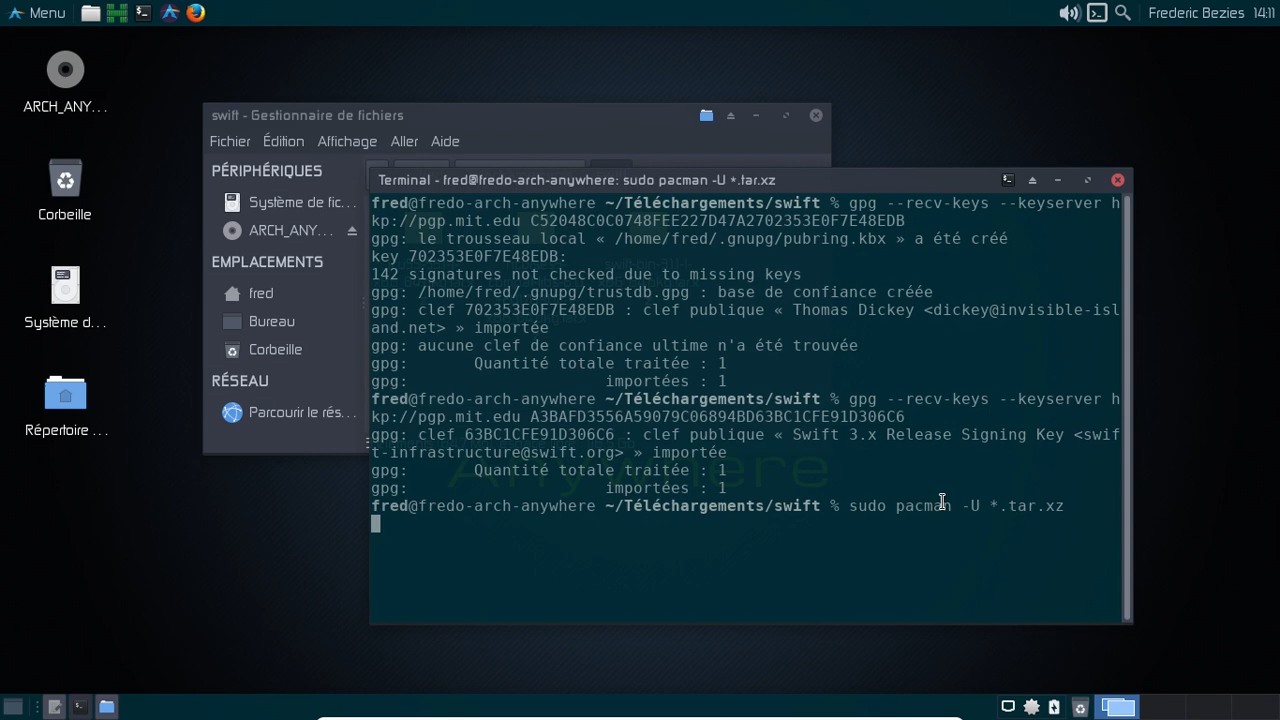 Menu
Frederic Bezies 14:11
ARCH_ANY...
Corbeille
Système d...
Répertoire ...
swift - Gestionnaire de fichiers
Fichier Édition Affichage Aller Aide
PÉRIPHÉRIQUES
Système de fic...
ARCH_ANY...
EMPLACEMENTS
fred
Bureau
Corbeille
RÉSEAU
Parcourir le rés...
Terminal - fred@fredo-arch-anywhere: sudo pacman -U *.tar.xz
fred@fredo-arch-anywhere ~/Téléchargements/swift % gpg --recv-keys --keyserver h
kp://pgp.mit.edu C52048C0C0748FEE227D47A2702353E0F7E48EDB
gpg: le trousseau local « /home/fred/.gnupg/pubring.kbx » a été créé
key 702353E0F7E48EDB:
142 signatures not checked due to missing keys
gpg: /home/fred/.gnupg/trustdb.gpg : base de confiance créée
gpg: clef 702353E0F7E48EDB : clef publique « Thomas Dickey <dickey@invisible-isl
and.net> » importée
gpg: aucune clef de confiance ultime n'a été trouvée
gpg:       Quantité totale traitée : 1
gpg:                     importées : 1
fred@fredo-arch-anywhere ~/Téléchargements/swift % gpg --recv-keys --keyserver h
kp://pgp.mit.edu A3BAFD3556A59079C06894BD63BC1CFE91D306C6
gpg: clef 63BC1CFE91D306C6 : clef publique « Swift 3.x Release Signing Key <swif
t-infrastructure@swift.org> » importée
gpg:       Quantité totale traitée : 1
gpg:                     importées : 1
fred@fredo-arch-anywhere ~/Téléchargements/swift % sudo pacman -U *.tar.xz